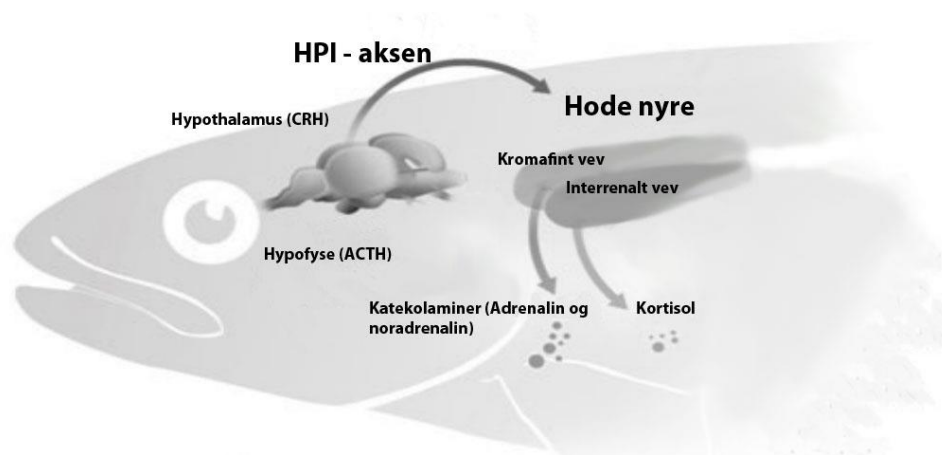 HPI - aksen
Hypothalamus (CRH)
Hode nyre
Kromafint vev
Interrenalt vev
Hypofyse (ACTH)
Katekolaminer (Adrenalin og
noradrenalin)
Kortisol